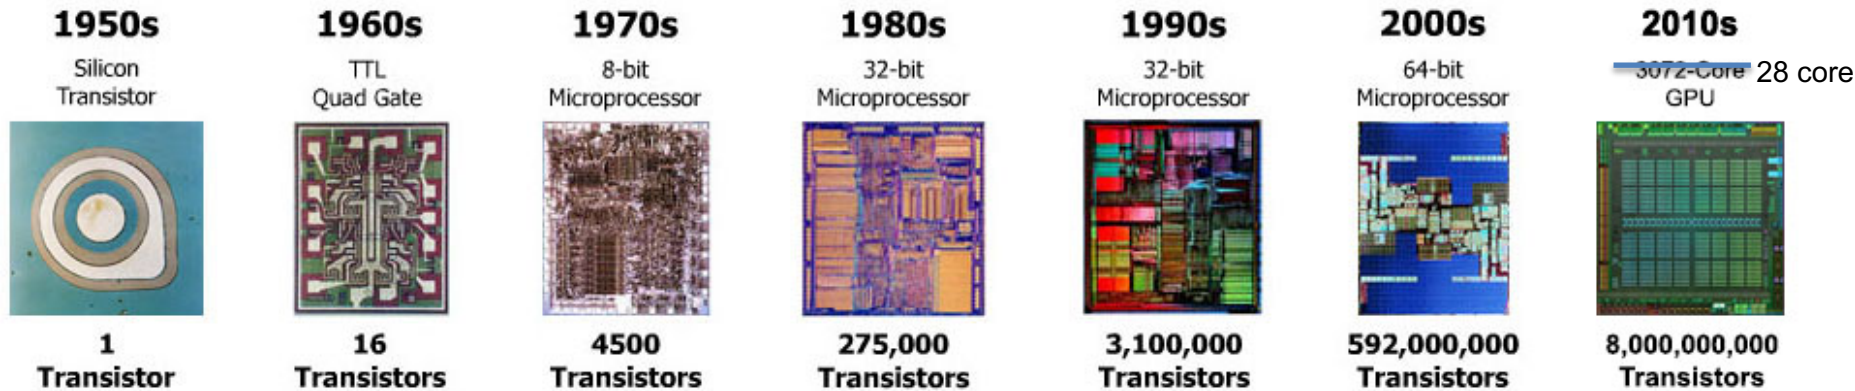 1950s
Silicon
Transistor
1
Transistor
1960s
TTL
Quad Gate
16
Transistors
1970s
8-bit
Microprocessor
4500
Transistors
1980s
32-bit
Microprocessor
275,000
Transistors
1990s
32-bit
Microprocessor
3,100,000
Transistors
2000s
64-bit
Microprocessor
592,000,000
Transistors
2010s
3072-Core 28 core
GPU
8,000,000,000
Transistors